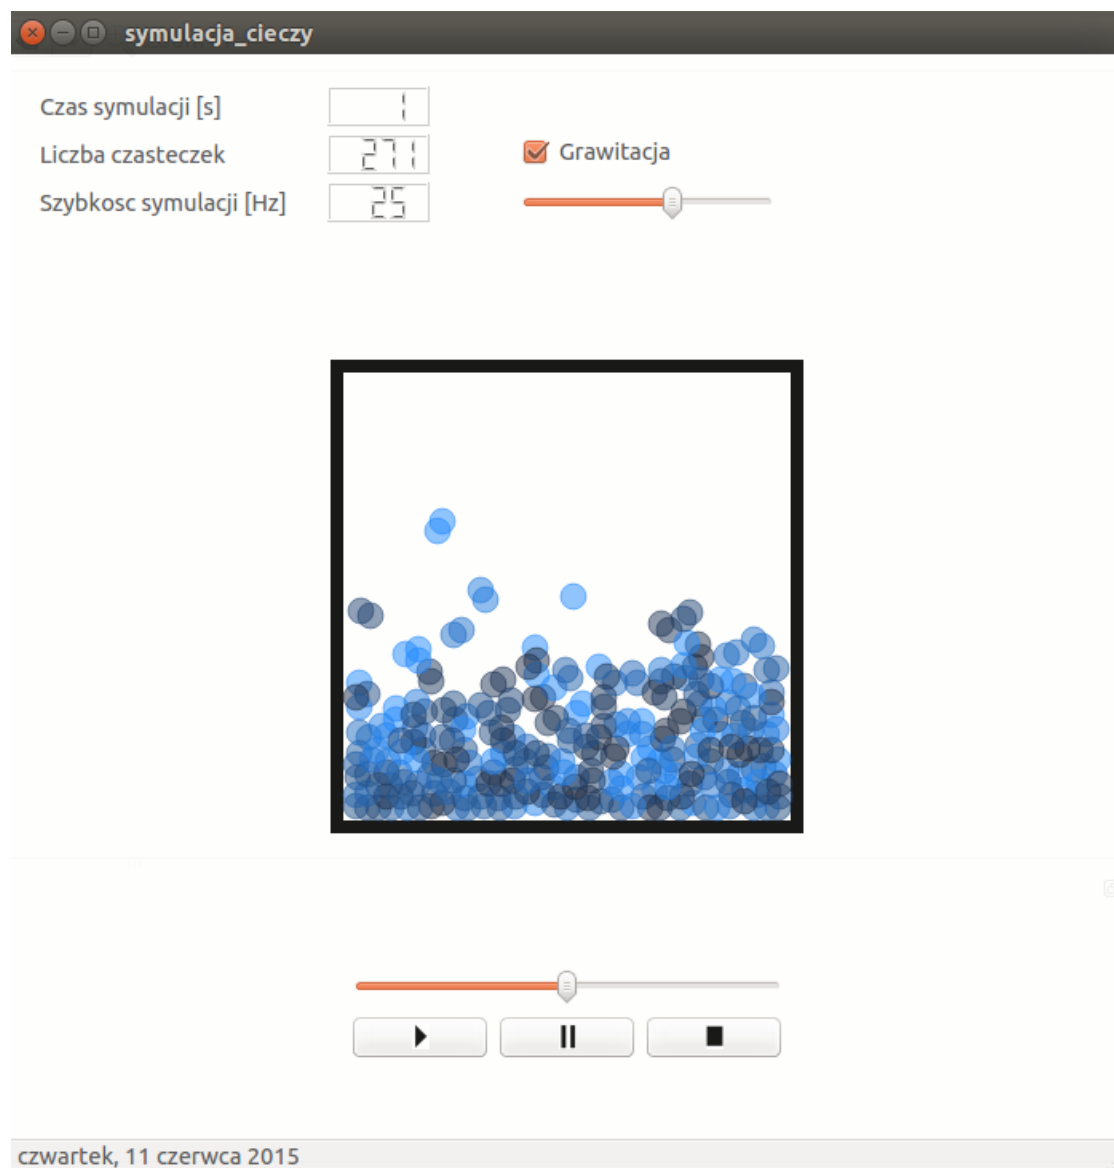 symulacja_cieczy
Czas symulacji [s] 1
Liczba czasteczek 271
Grawitacja
Szybkosc symulacji [Hz] 25
czwartek, 11 czerwca 2015